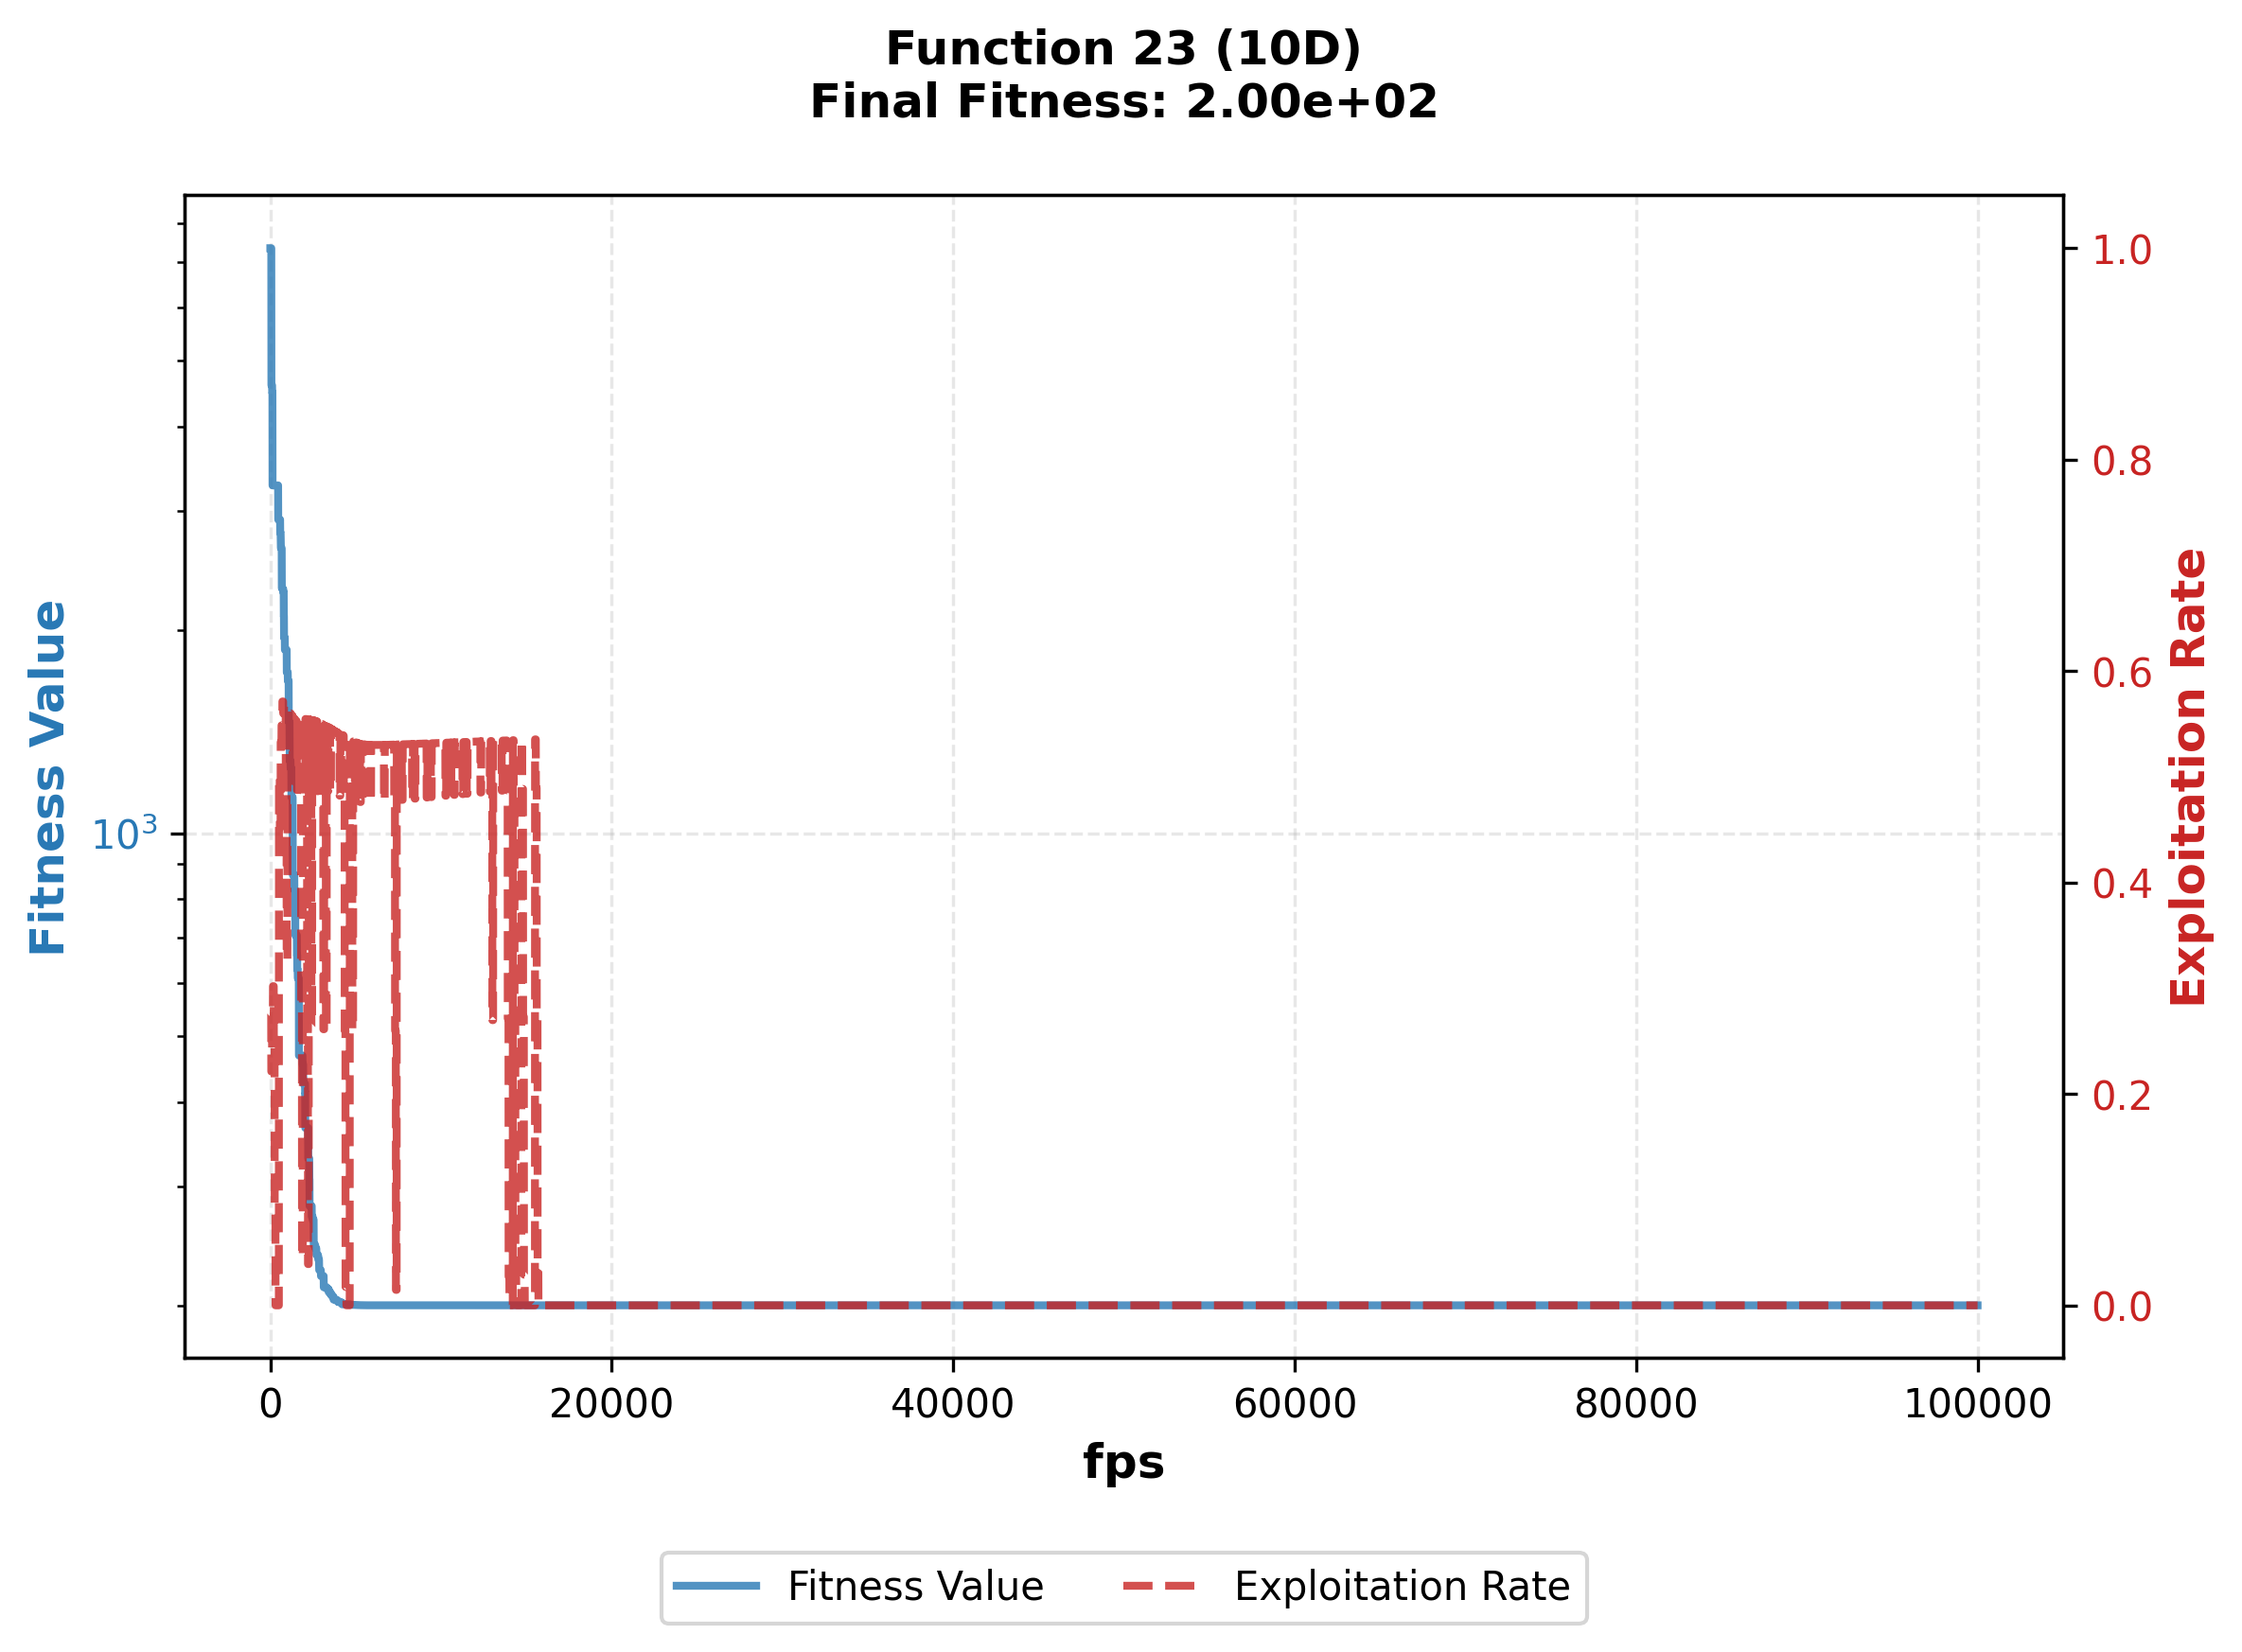 Function 23 (10D)
Final Fitness: 2.00e+02
Fitness Value
10³
1.0
0.8
0.6
0.4
0.2
0.0
Exploitation Rate
0 20000 40000 60000 80000 100000
fps
Fitness Value Exploitation Rate